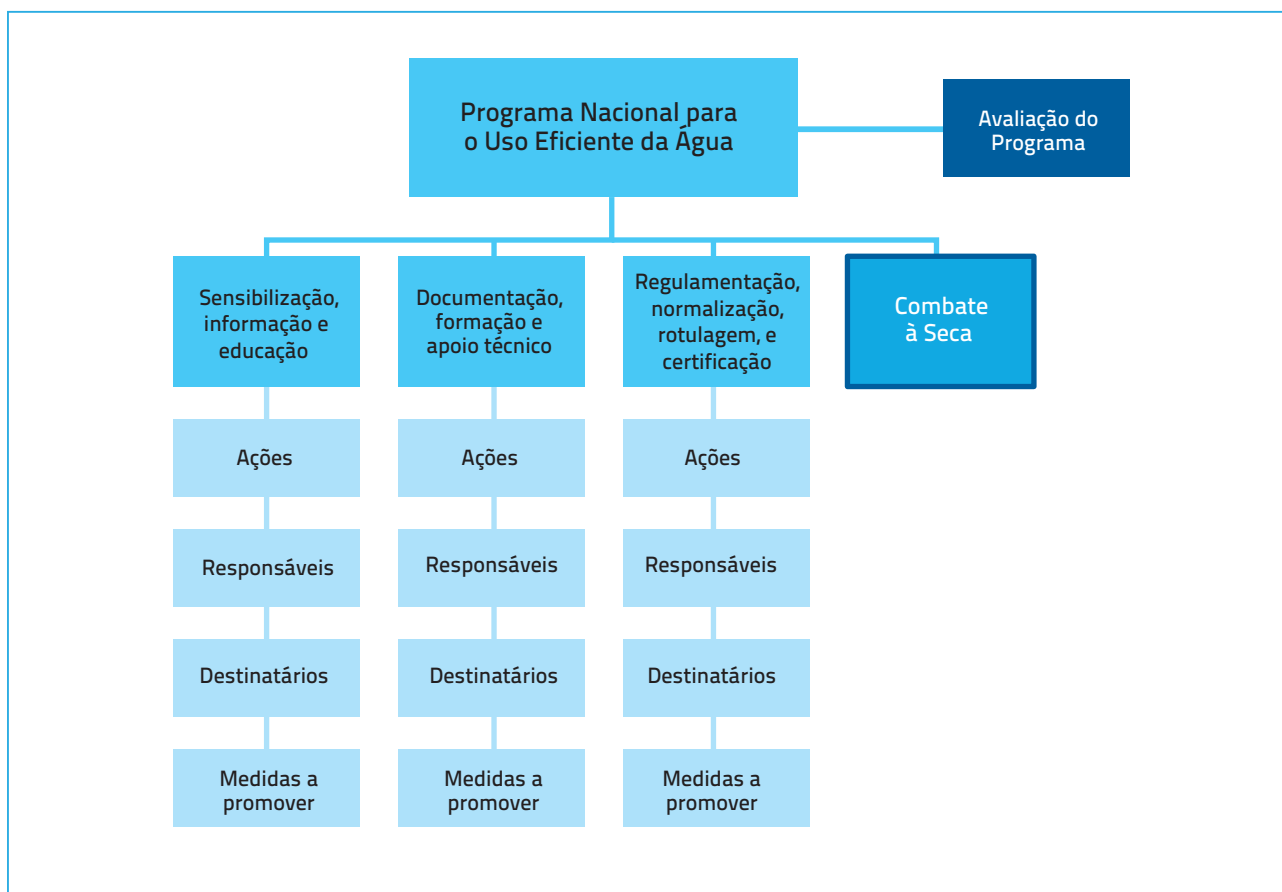 Programa Nacional para
o Uso Eficiente da Água
Avaliação do
Programa
Sensibilização,
informação e
educação
Documentação,
formação e
apoio técnico
Regulamentação,
normalização,
rotulagem, e
certificação
Combate
à Seca
Ações
Ações
Ações
Responsáveis
Responsáveis
Responsáveis
Destinatários
Destinatários
Destinatários
Medidas a
promover
Medidas a
promover
Medidas a
promover